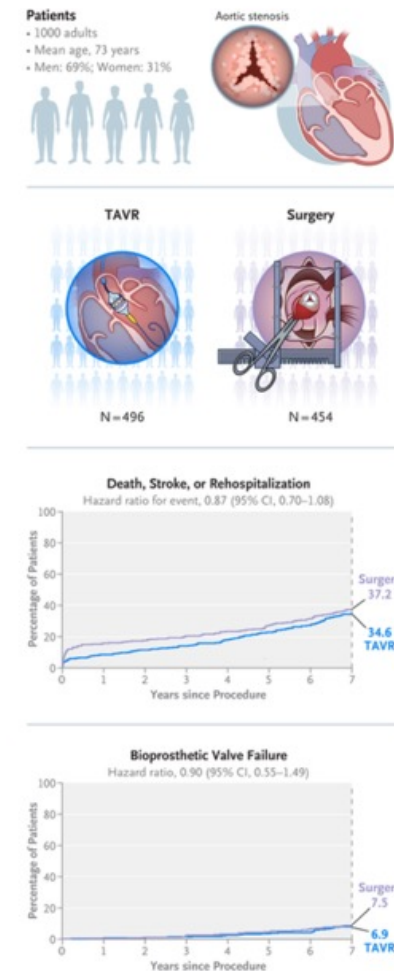 Patients
• 1000 adults
• Mean age, 73 years
• Men: 69%; Women: 31%
Aortic stenosis
TAVR
Surgery
N=496
N=454
Death, Stroke, or Rehospitalization
Hazard ratio for event, 0.87 (95% CI, 0.70–1.08)
Percentage of Patients
100
80
60
40
20
0
0 1 2 3 4 5 6 7
Years since Procedure
Surger
37.2
34.6
TAVR
Bioprosthetic Valve Failure
Hazard ratio, 0.90 (95% CI, 0.55–1.49)
Percentage of Patients
100
80
60
40
20
0
0 1 2 3 4 5 6 7
Years since Procedure
Surger
7.5
6.9
TAVR